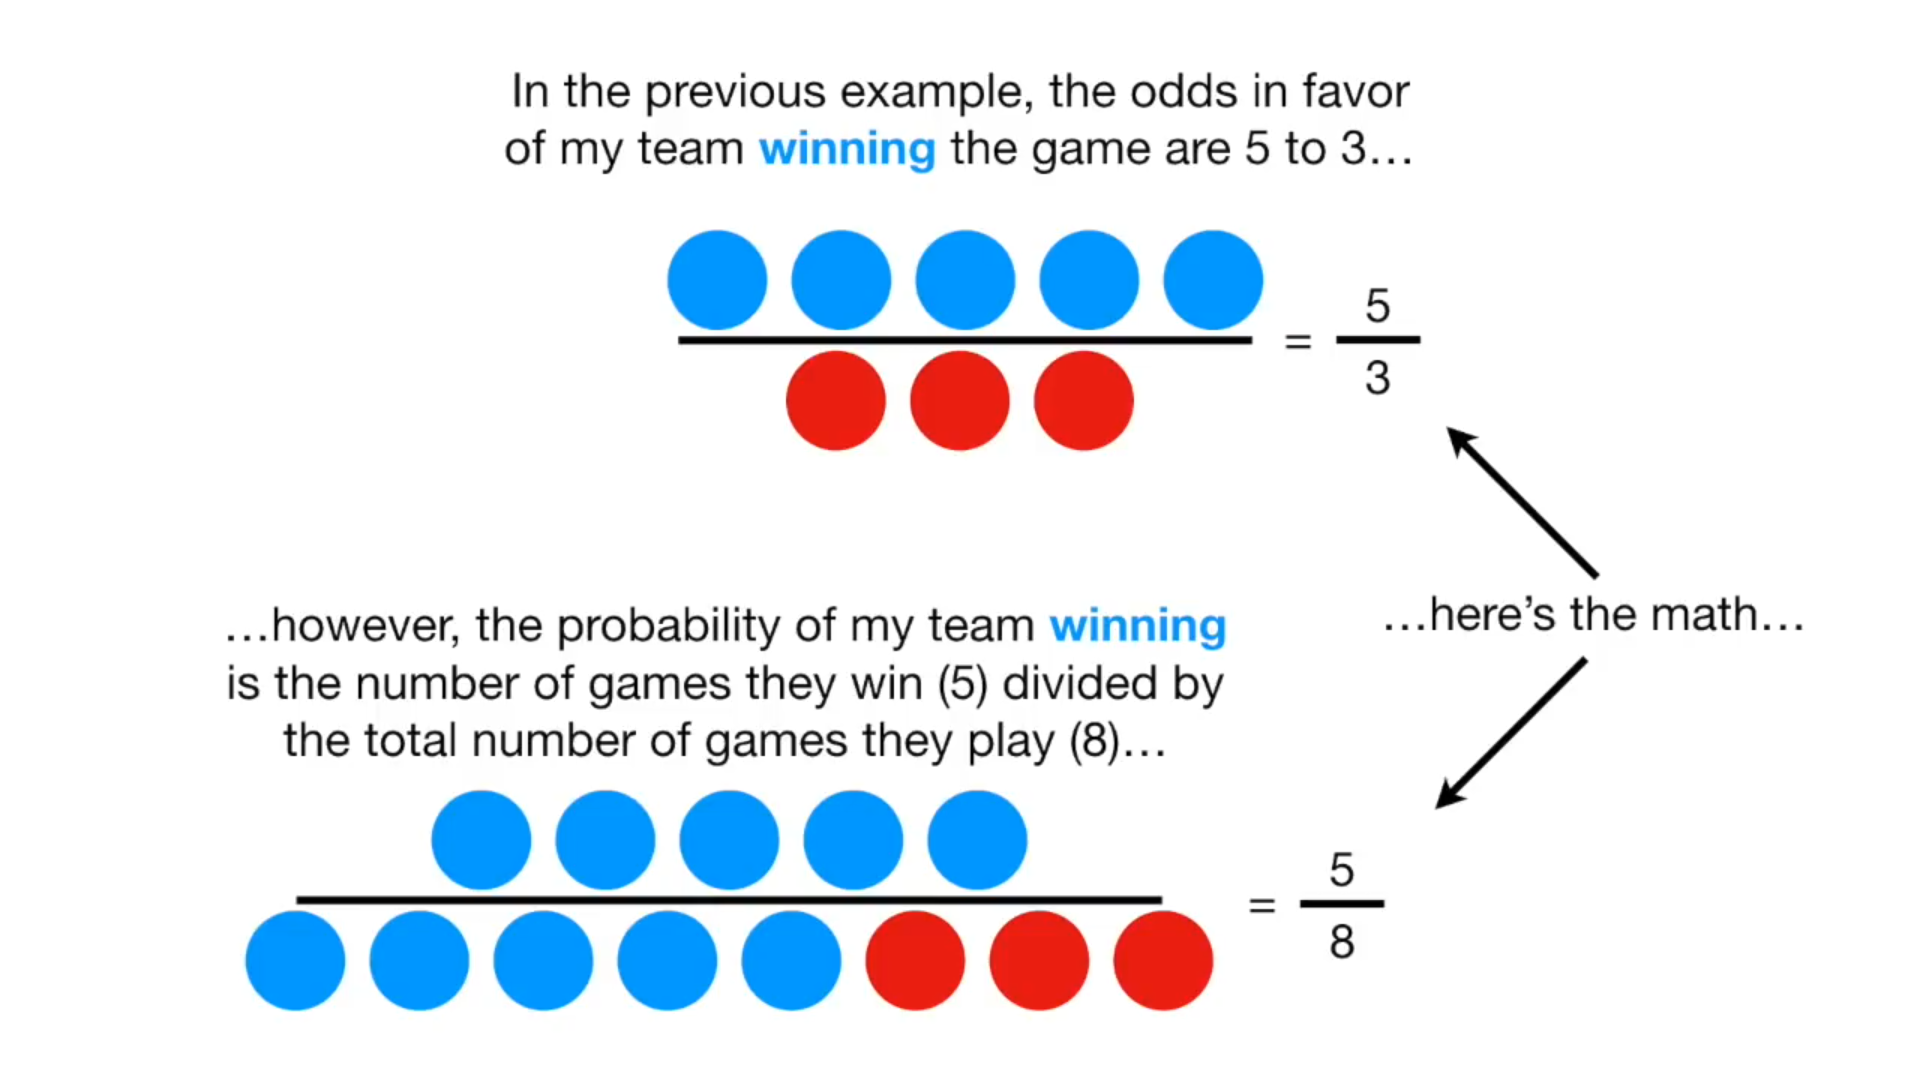 In the previous example, the odds in favor
of my team winning the game are 5 to 3…
= 5
3
…here’s the math…
…however, the probability of my team winning
is the number of games they win (5) divided by
the total number of games they play (8)…
= 5
8